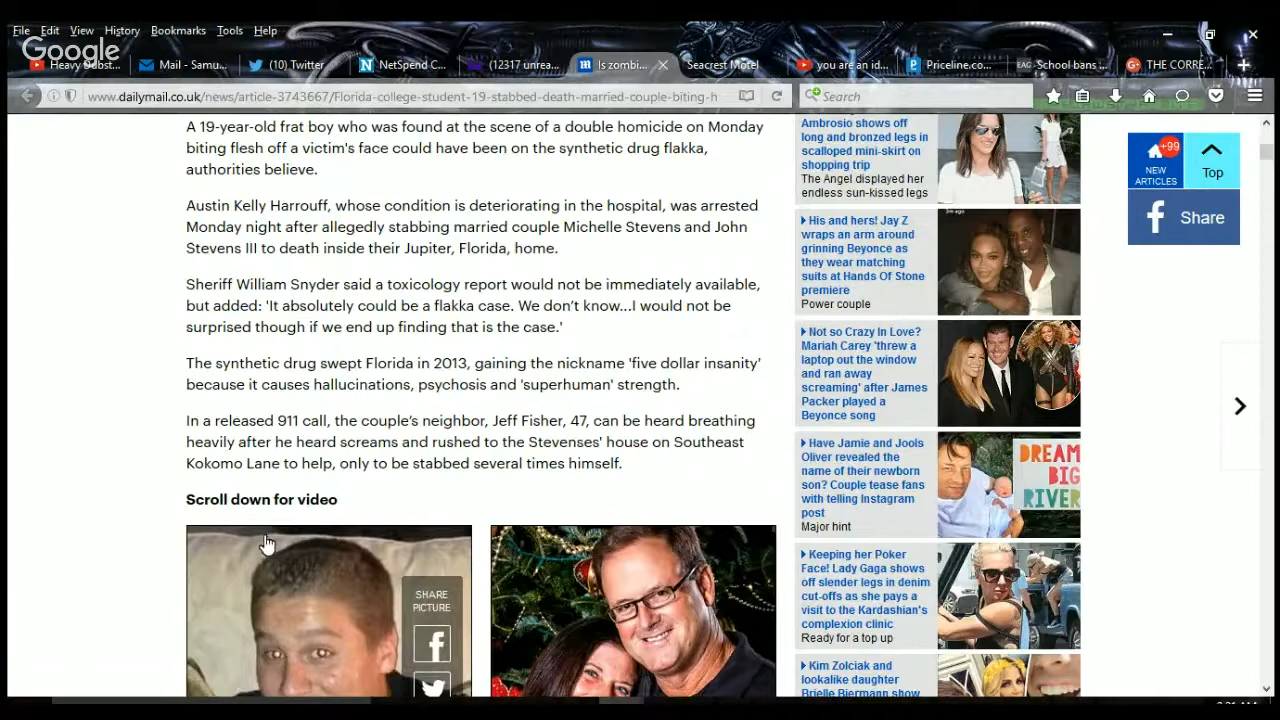 File Edit View History Bookmarks Tools Help
Google
Heavy Dubst...
Mail - Samu...
(10) Twitter
NetSpend C...
(12317 unrea...
Is zombi...
Seacrest Motel
you are an id...
Priceline.co...
School bans ...
THE CORRE...
www.dailymail.co.uk/news/article-3743667/Florida-college-student-19-stabbed-death-married-couple-biting-h
Search
A 19-year-old frat boy who was found at the scene of a double homicide on Monday
biting flesh off a victim's face could have been on the synthetic drug flakka,
authorities believe.
Austin Kelly Harrouff, whose condition is deteriorating in the hospital, was arrested
Monday night after allegedly stabbing married couple Michelle Stevens and John
Stevens III to death inside their Jupiter, Florida, home.
Sheriff William Snyder said a toxicology report would not be immediately available,
but added: 'It absolutely could be a flakka case. We don't know...I would not be
surprised though if we end up finding that is the case.'
The synthetic drug swept Florida in 2013, gaining the nickname 'five dollar insanity'
because it causes hallucinations, psychosis and 'superhuman' strength.
In a released 911 call, the couple's neighbor, Jeff Fisher, 47, can be heard breathing
heavily after he heard screams and rushed to the Stevenses' house on Southeast
Kokomo Lane to help, only to be stabbed several times himself.
Scroll down for video
SHARE
PICTURE
Ambrosio shows off
long and bronzed legs in
scalloped mini-skirt on
shopping trip
The Angel displayed her
endless sun-kissed legs
His and hers! Jay Z
wraps an arm around
grinning Beyonce as
they wear matching
suits at Hands Of Stone
premiere
Power couple
Not so Crazy In Love?
Mariah Carey 'threw a
laptop out the window
and ran away
screaming' after James
Packer played a
Beyonce song
Have Jamie and Jools
Oliver revealed the
name of their newborn
son? Couple tease fans
with telling Instagram
post
Major hint
DREAM
BIG
RIVER
Keeping her Poker
Face! Lady Gaga shows
off slender legs in denim
cut-offs as she pays a
visit to the Kardashian's
complexion clinic
Ready for a top up
Kim Zolciak and
lookalike daughter
Brielle Biermann show
+99
NEW
ARTICLES
Top
Share